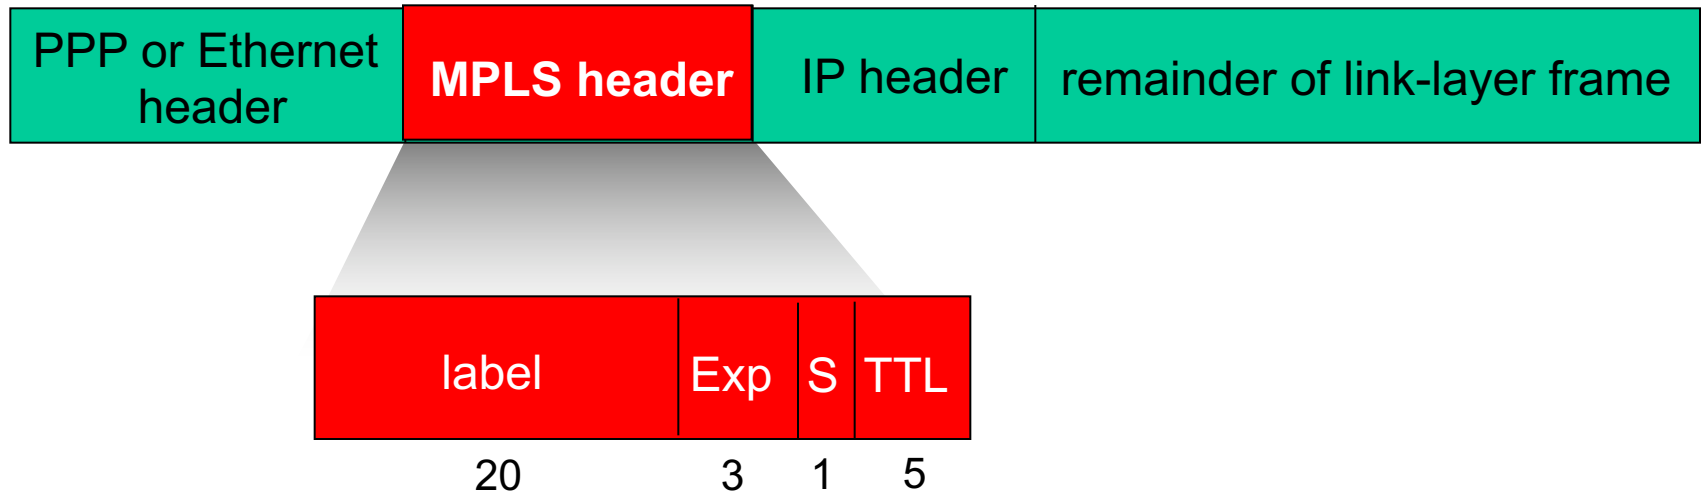 PPP or Ethernet
header
MPLS header
IP header
remainder of link-layer frame
label
Exp
S
TTL
20
3
1
5